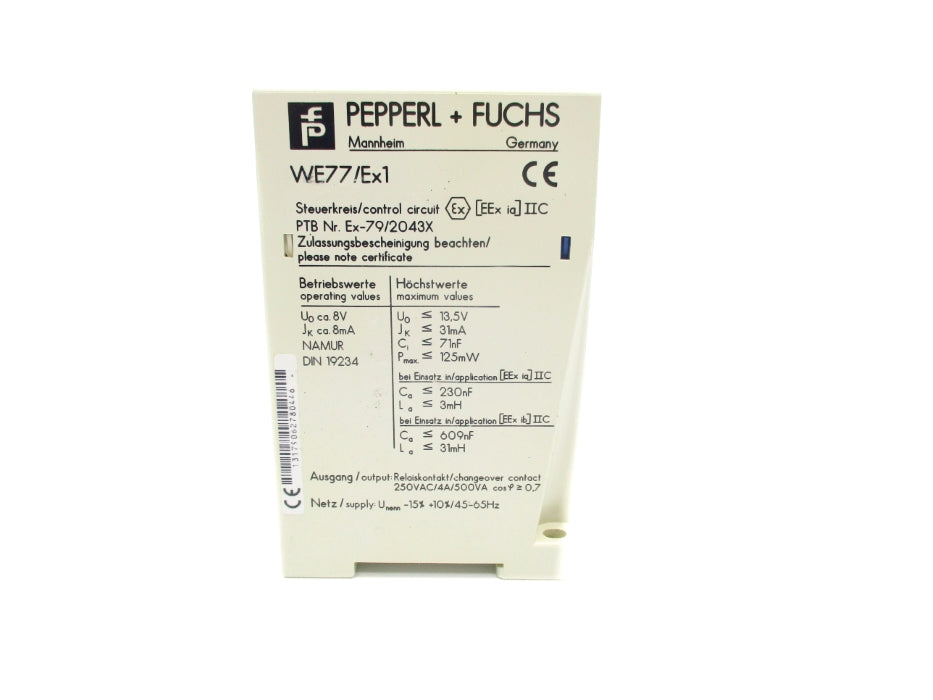 PEPPERL + FUCHS
Mannheim Germany
WE77/Ex1 CE
Steuerkreis/control circuit Ex [EEx ia] IIC
PTB Nr. Ex-79/2043X
Zulassungsbescheinigung beachten/
please note certificate
Betriebswerte
operating values
U₀ ca. 8V
Jₖ ca. 8mA
NAMUR
DIN 19234
Höchstwerte
maximum values
U₀ ≤ 13,5V
Jₖ ≤ 31mA
Cᵢ ≤ 71nF
Pmax. ≤ 125mW
bei Einsatz in/application [EEx ia] IIC
Cₐ ≤ 230nF
Lₐ ≤ 3mH
bei Einsatz in/application [EEx ib] IIC
Cₐ ≤ 609nF
Lₐ ≤ 31mH
Ausgang / output: Relaiskontakt/changeover contact
250VAC/4A/500VA cos φ ≥ 0,7
Netz / supply: Unenn -15% +10%/45-65Hz
CE